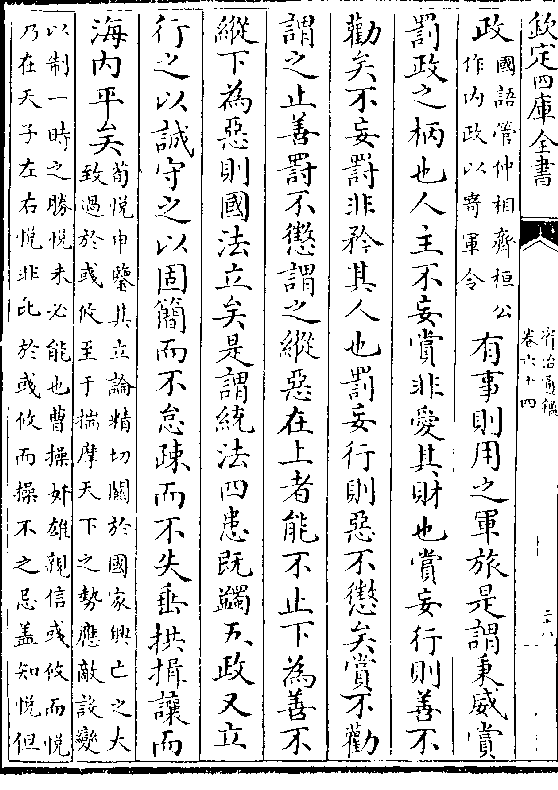 欽定四庫全書
資治通鑑
卷六十四
三八
政國語管仲相齊桓公
作内政以寄軍令有事則用之軍旅是謂秉威賞
罰政之柄也人主不妄賞非愛其財也賞妄行則善不
勸矣不妄罰非矜其人也罰妄行則惡不懲矣賞不勸
謂之止善罰不懲謂之縱惡在上者能不止下為善不
縱下為惡則國法立矣是謂統法四患既蠲五政又立
行之以誠守之以固簡而不怠疎而不失垂拱揖讓而
海内平矣荀悦申鑒其立論精切關於國家興亡之大
致過於彧攸至于揣摩天下之勢應敵設變
以制一時之勝悦未必能也曹操奸雄親信彧攸而悦
乃在天子左右悦非比於彧攸而操不之忌盖知悦但